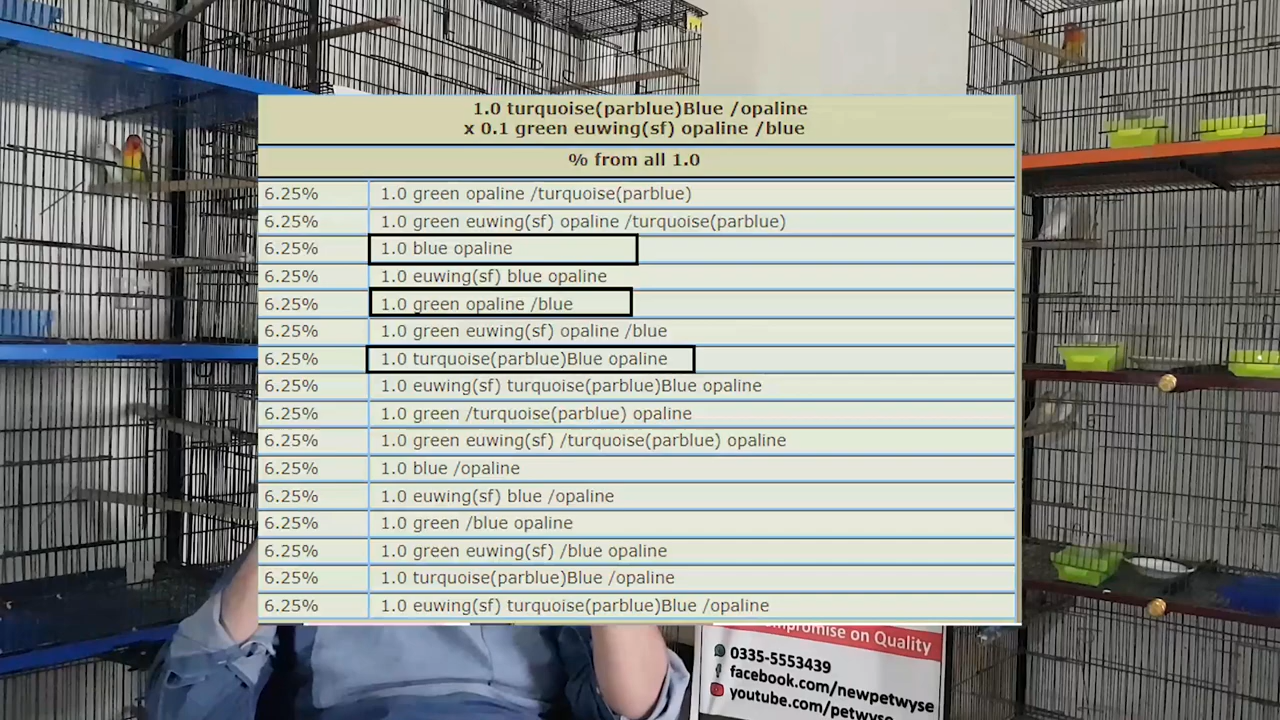 1.0 turquoise(parblue)Blue /opaline
x 0.1 green euwing(sf) opaline /blue
% from all 1.0
6.25% 1.0 green opaline /turquoise(parblue)
6.25% 1.0 green euwing(sf) opaline /turquoise(parblue)
6.25% 1.0 blue opaline
6.25% 1.0 euwing(sf) blue opaline
6.25% 1.0 green opaline /blue
6.25% 1.0 green euwing(sf) opaline /blue
6.25% 1.0 turquoise(parblue)Blue opaline
6.25% 1.0 euwing(sf) turquoise(parblue)Blue opaline
6.25% 1.0 green /turquoise(parblue) opaline
6.25% 1.0 green euwing(sf) /turquoise(parblue) opaline
6.25% 1.0 blue /opaline
6.25% 1.0 euwing(sf) blue /opaline
6.25% 1.0 green /blue opaline
6.25% 1.0 green euwing(sf) /blue opaline
6.25% 1.0 turquoise(parblue)Blue /opaline
6.25% 1.0 euwing(sf) turquoise(parblue)Blue /opaline
on Quality
0335-5553439
facebook.com/newpetwyse
youtube.com/petwyse